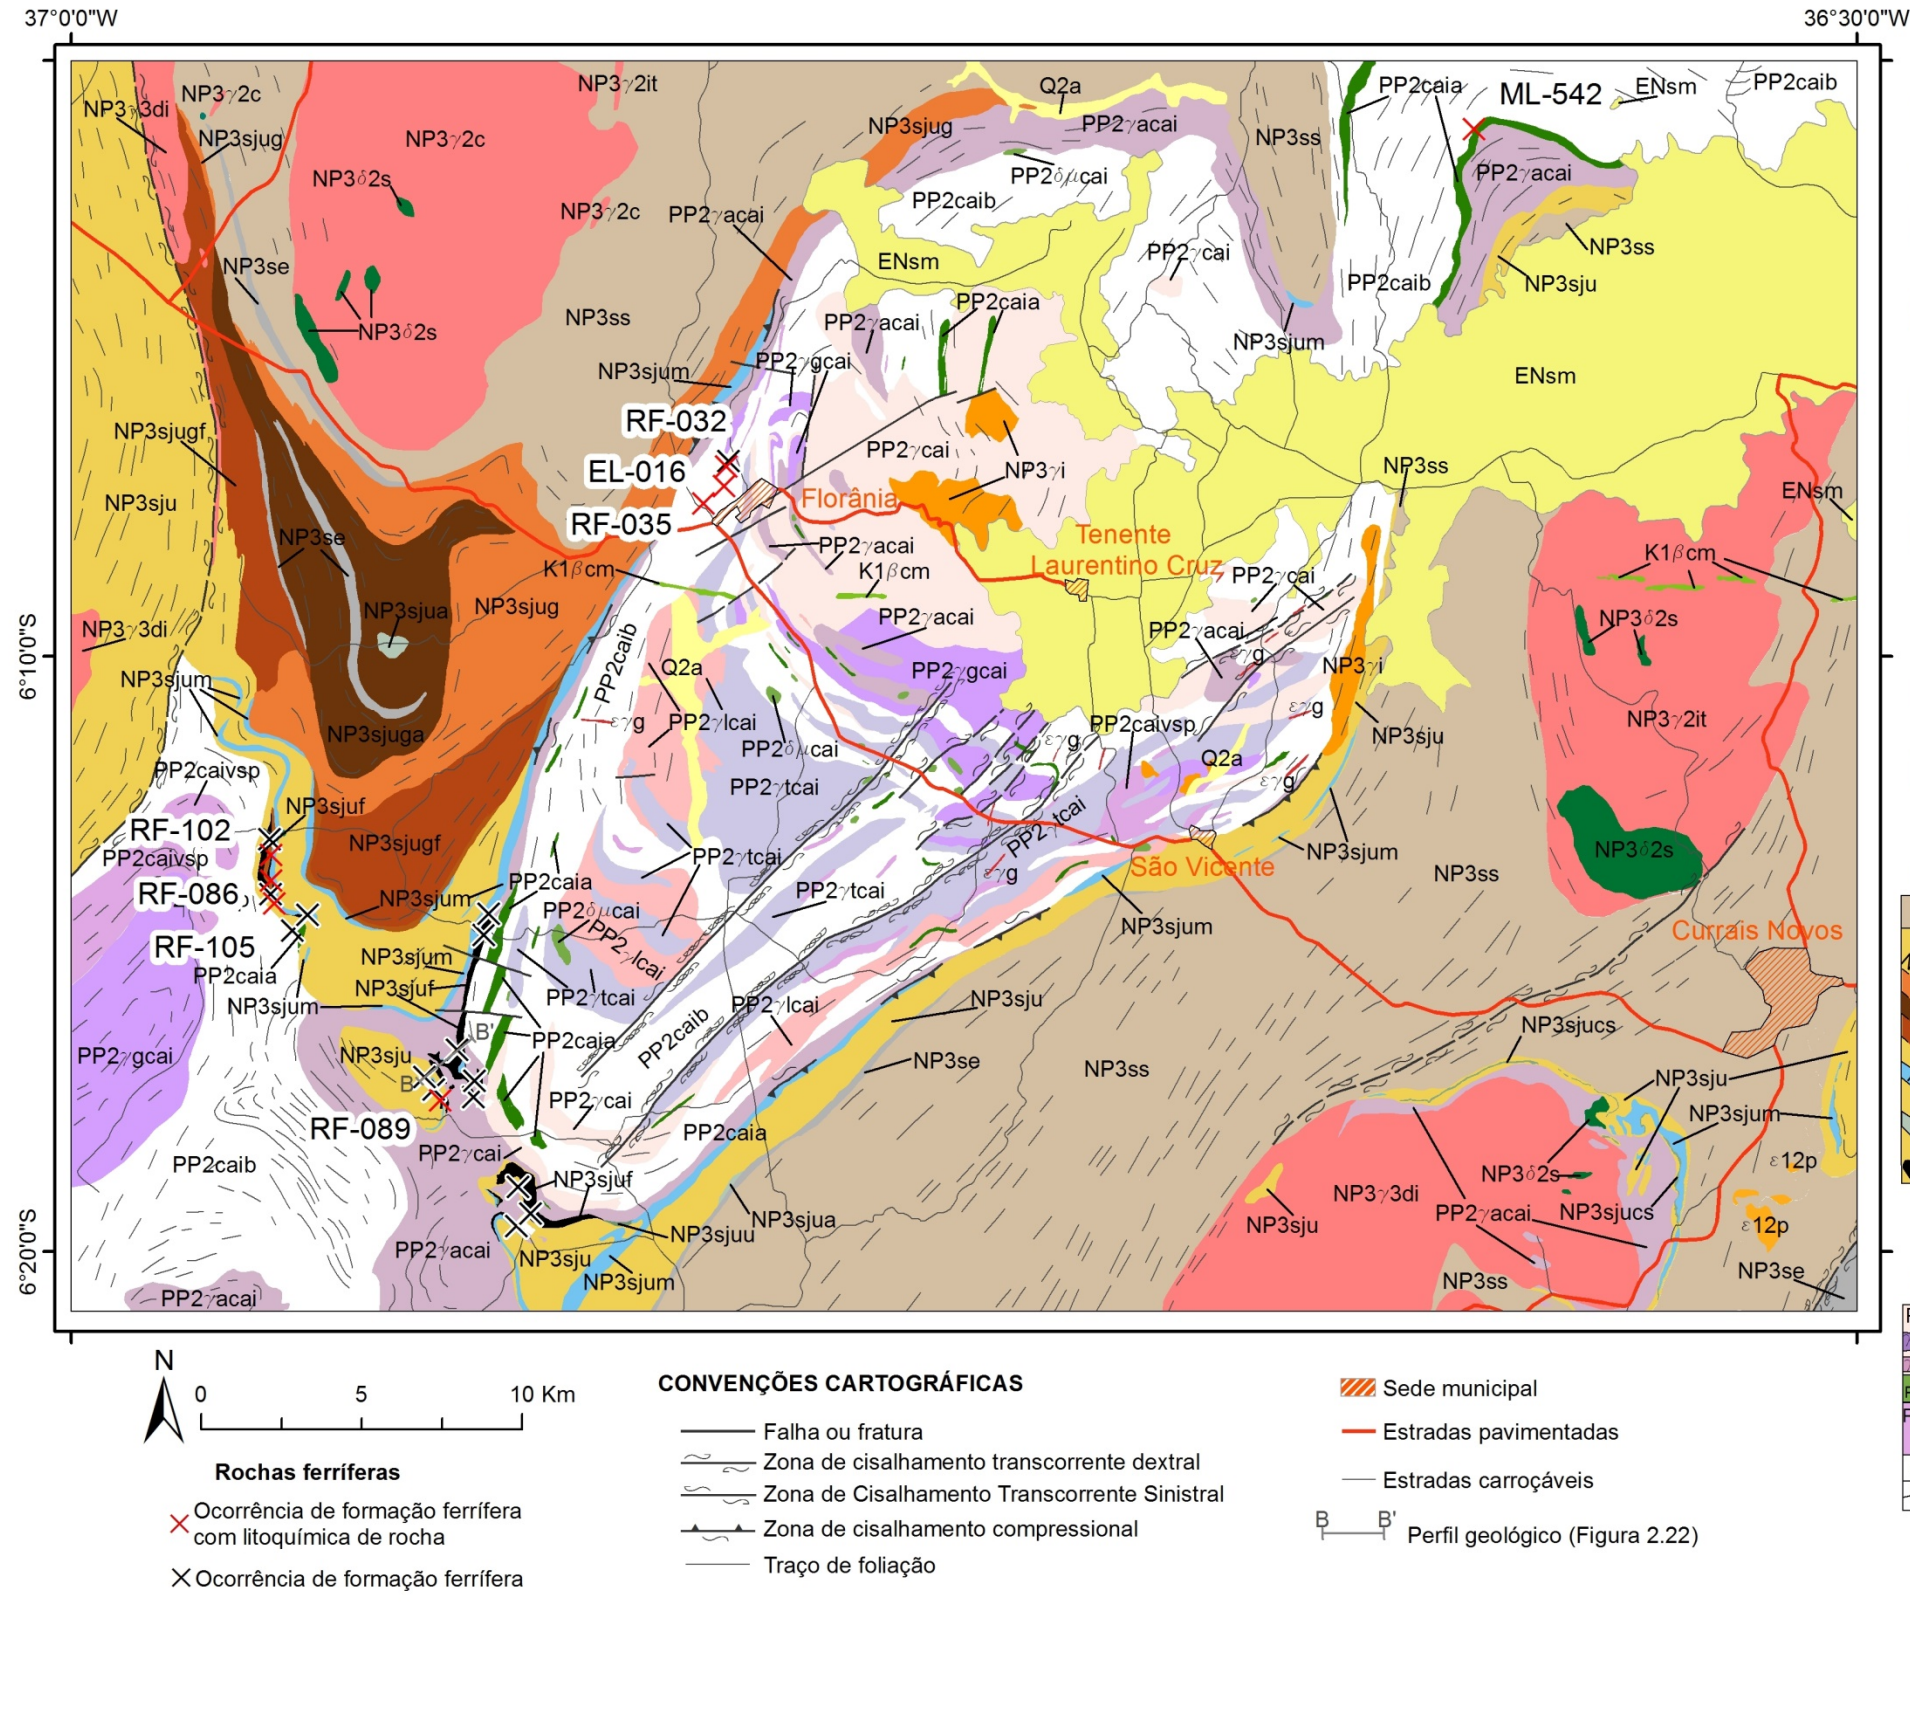 37°0'0"W
36°30'0"W
NP3γ2c
NP3γ3di
NP3sjug
NP3γ2it
NP3γ2c
NP3δ2s
NP3γ2c
NP3se
NP3δ2s
NP3ss
PP2γacai
NP3sjug
Q2a
PP2γacai
PP2δμcai
PP2caib
ENsm
NP3ss
PP2caia
ML-542
ENsm
PP2caib
PP2γacai
NP3ss
NP3sju
PP2γcai
PP2caib
NP3sjum
ENsm
PP2caia
PP2γacai
PP2γgcai
NP3sjum
RF-032
EL-016
RF-035
NP3sjugf
NP3sju
NP3se
PP2γcai
NP3γi
Florânia
Tenente
Laurentino Cruz
NP3ss
ENsm
K1βcm
PP2γacai
K1βcm
K1βcm
PP2γcai
NP3γ3di
NP3sjua
NP3sjug
PP2γacai
PP2γacai
εγg
NP3δ2s
6°10'0"S
PP2caib
Q2a
PP2γgcai
NP3γi
NP3sjum
εγg
PP2γlcai
εγg
NP3γ2it
NP3sjuga
PP2δμcai
εγg
PP2caivsp
NP3sju
PP2caivsp
PP2γtcai
Q2a
εγg
NP3sjuf
RF-102
PP2caivsp
NP3sjugf
PP2γtcai
PP2γtcai
São Vicente
NP3sjum
NP3δ2s
RF-086
NP3sjum
PP2caia
PP2γtcai
εγg
NP3ss
RF-105
PP2δμcai
PP2γlcai
NP3sjum
Currais Novos
PP2caia
NP3sjum
NP3sjuf
NP3sjum
PP2γtcai
PP2γlcai
NP3sju
NP3sjucs
PP2γgcai
NP3sju
B'
B
PP2caia
PP2caib
NP3se
NP3ss
NP3sju
PP2γcai
NP3sjum
RF-089
PP2caia
PP2caib
PP2γcai
NP3sjuf
NP3δ2s
ε12p
NP3γ3di
NP3sju
PP2γacai
NP3sjucs
ε12p
6°20'0"S
NP3sjua
NP3sjuu
PP2γacai
NP3sju
NP3sjum
NP3ss
NP3se
PP2γacai
N
0 5 10 Km
Rochas ferríferas
Ocorrência de formação ferrífera
com litoquímica de rocha
Ocorrência de formação ferrífera
CONVENÇÕES CARTOGRÁFICAS
Falha ou fratura
Zona de cisalhamento transcorrente dextral
Zona de Cisalhamento Transcorrente Sinistral
Zona de cisalhamento compressional
Traço de foliação
Sede municipal
Estradas pavimentadas
Estradas carroçáveis
B B' Perfil geológico (Figura 2.22)